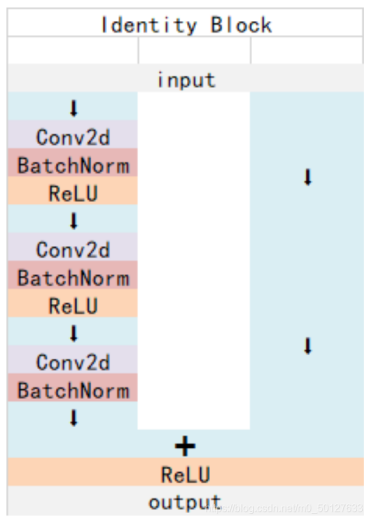 Identity Block
input
Conv2d
BatchNorm
ReLU
Conv2d
BatchNorm
ReLU
Conv2d
BatchNorm
+
ReLU
output